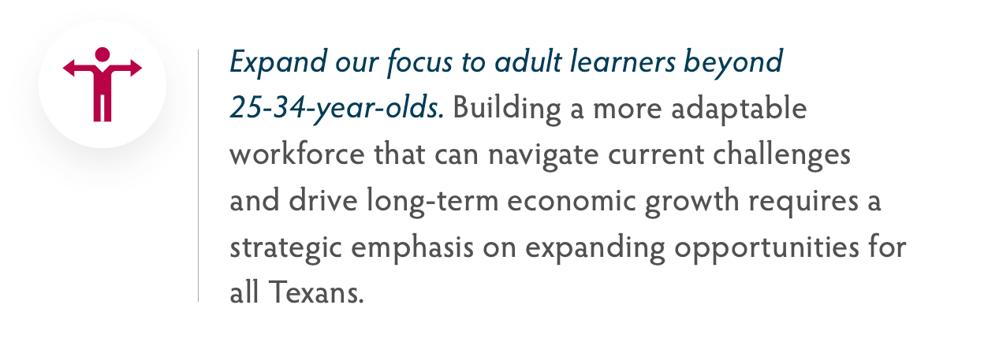 Expand our focus to adult learners beyond
25-34-year-olds. Building a more adaptable
workforce that can navigate current challenges
and drive long-term economic growth requires a
strategic emphasis on expanding opportunities for
all Texans.